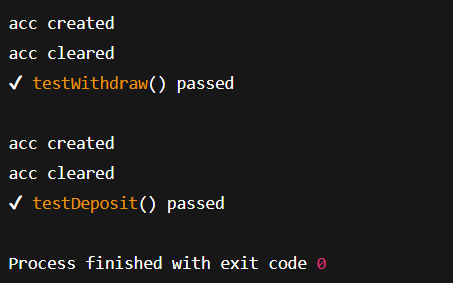 acc created
acc cleared
✔ testWithdraw() passed
acc created
acc cleared
✔ testDeposit() passed
Process finished with exit code 0